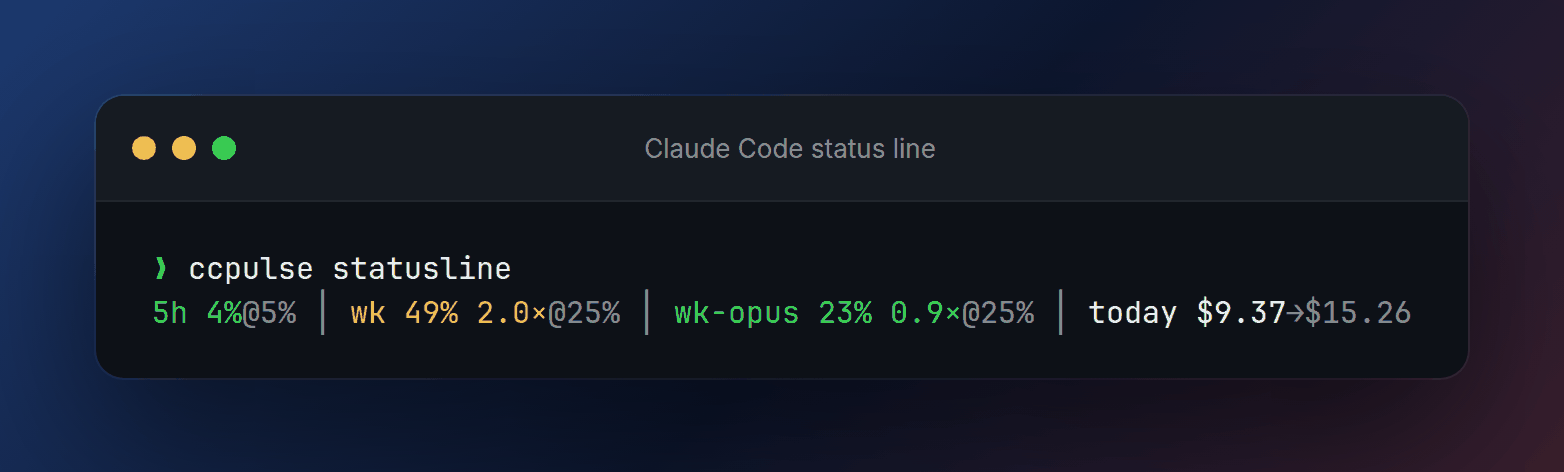 Claude Code status line
❯ ccpulse statusline
5h 4%@5% │ wk 49% 2.0×@25% │ wk-opus 23% 0.9×@25% │ today $9.37→$15.26